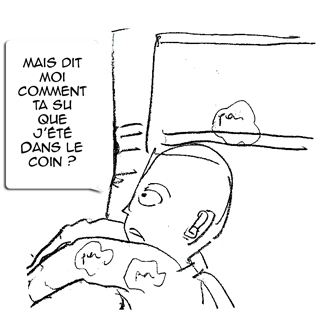 MAIS DIT
MOI
COMMENT
TA SU
QUE
J'ÉTÉ
DANS LE
COIN ?